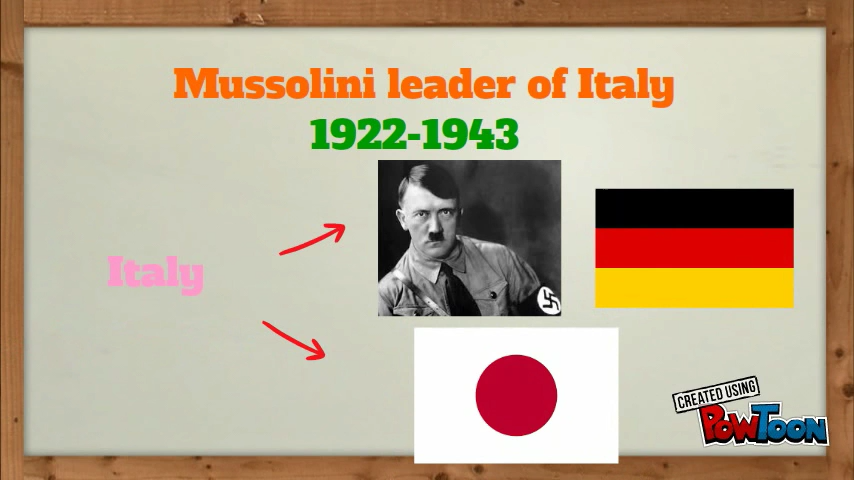 Mussolini leader of Italy
1922-1943
Italy
CREATED USING
POWTOON